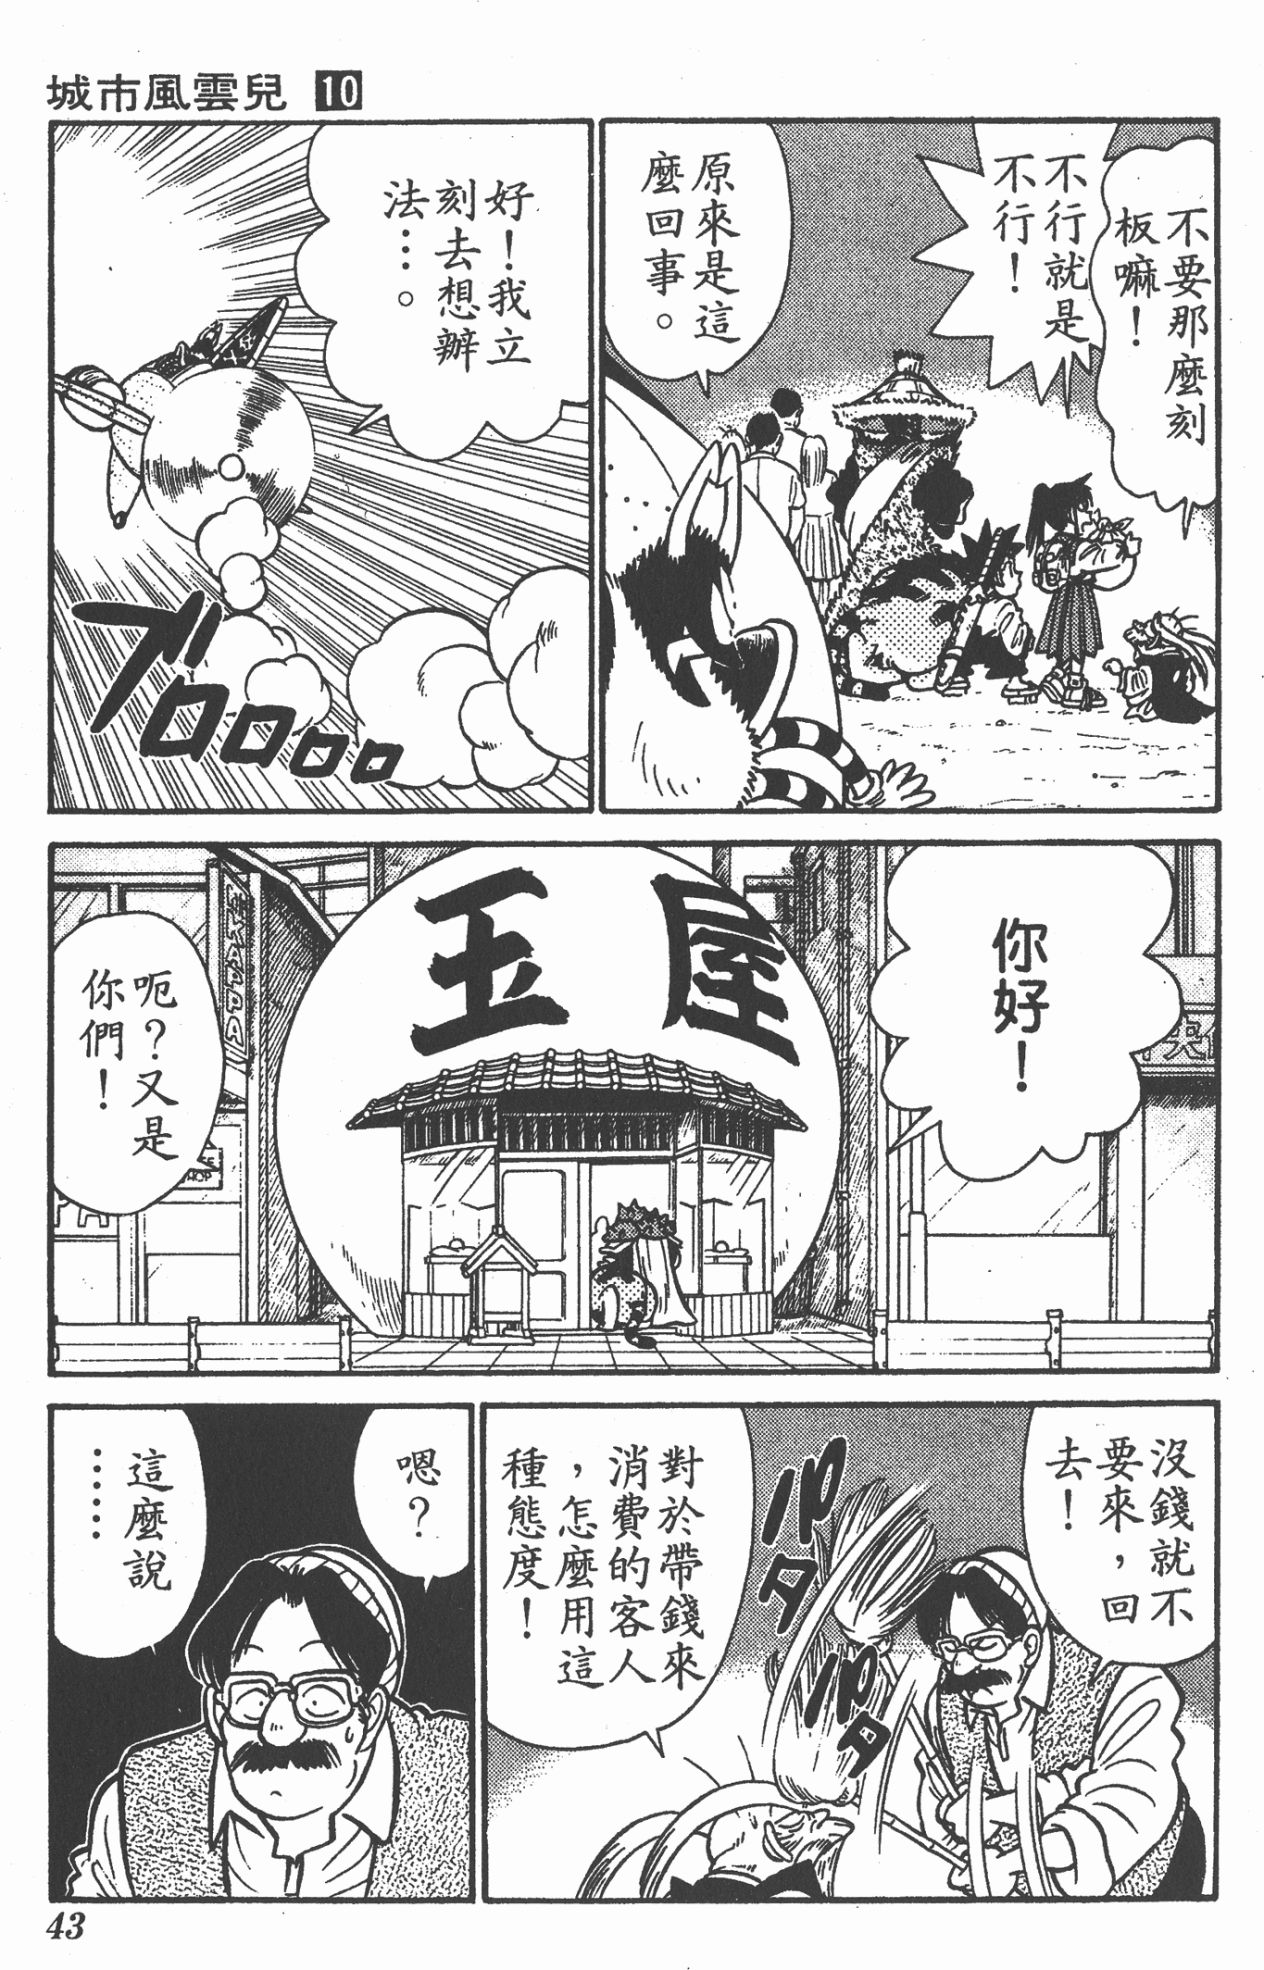 城市風雲兒 10
不要那麼刻
板嘛！
不行就是
不行！
原來是這
麼回事。
好！我立
刻去想辦
法…。
ブロロロロ
你好！
玉屋
央
呃？又是
你們！
SHOP
沒錢就不
要來，回
去！
パタ
パタ
對於帶錢來
消費的客人
，怎麼用這
種態度！
嗯？
這麼說
……
43